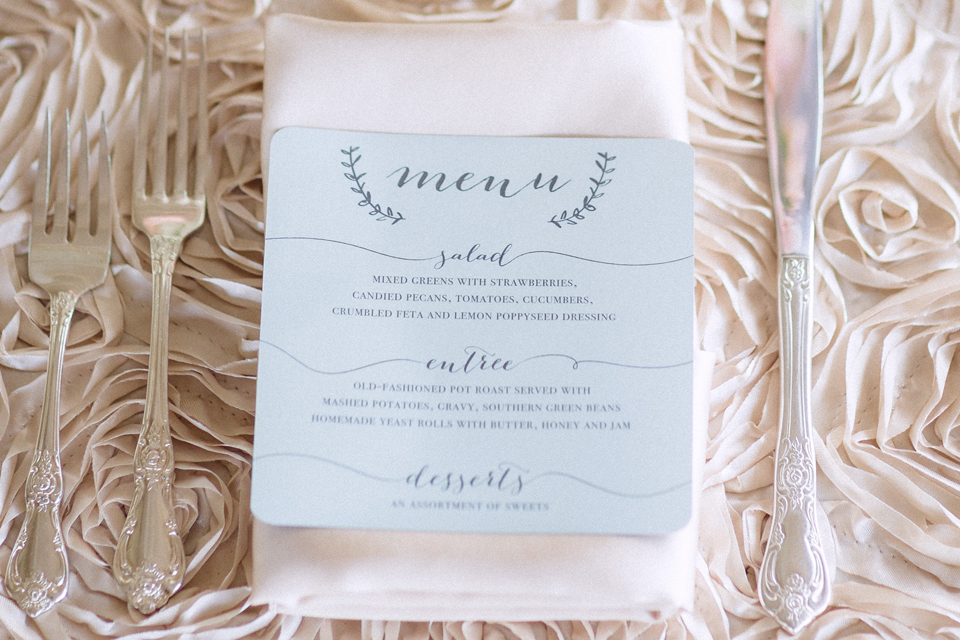 menu
salad
MIXED GREENS WITH STRAWBERRIES,
CANDIED PECANS, TOMATOES, CUCUMBERS,
CRUMBLED FETA AND LEMON POPPYSEED DRESSING
entree
OLD-FASHIONED POT ROAST SERVED WITH
MASHED POTATOES, GRAVY, SOUTHERN GREEN BEANS
HOMEMADE YEAST ROLLS WITH BUTTER, HONEY AND JAM
desserts
AN ASSORTMENT OF SWEETS